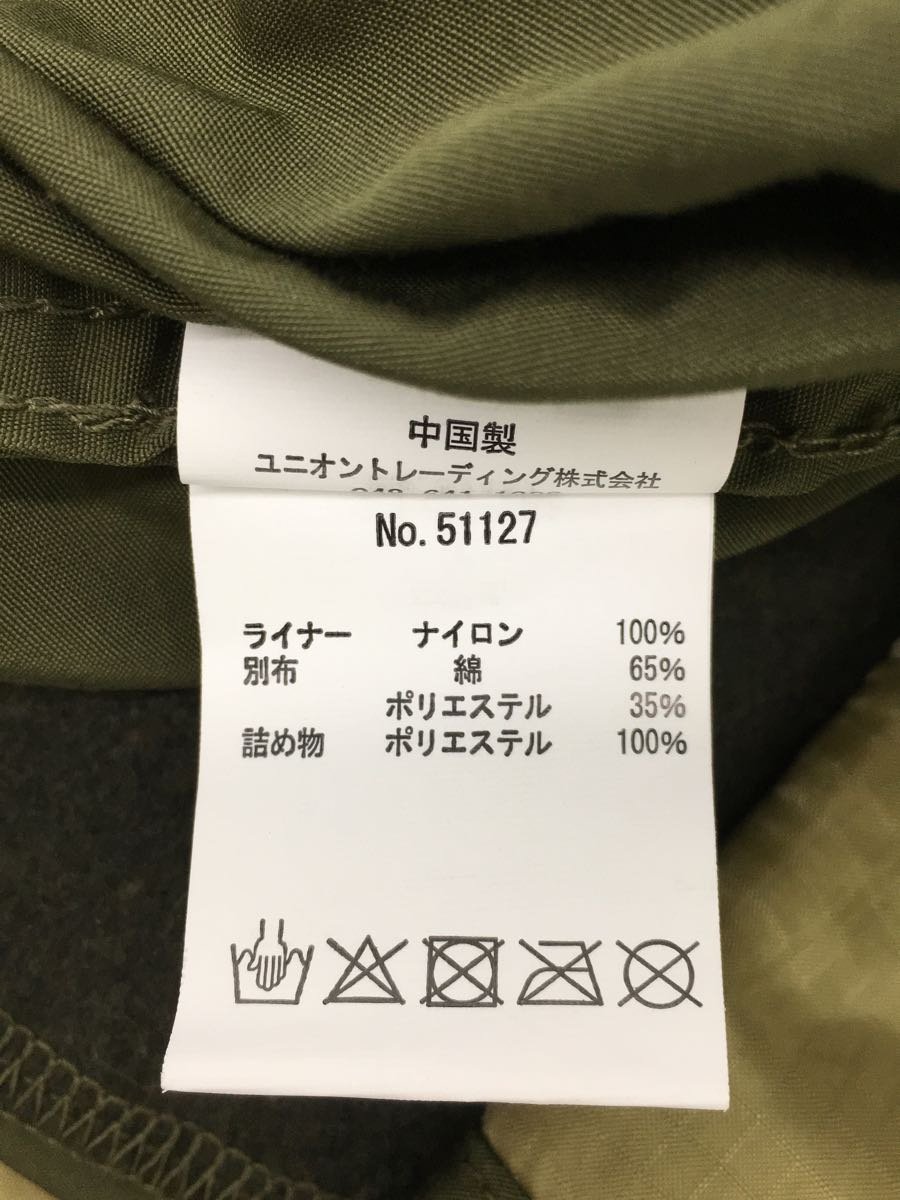 中国製
ユニオントレーディング株式会社
No. 51127
ライナー ナイロン 100%
別布 綿 65%
ポリエステル 35%
詰め物 ポリエステル 100%